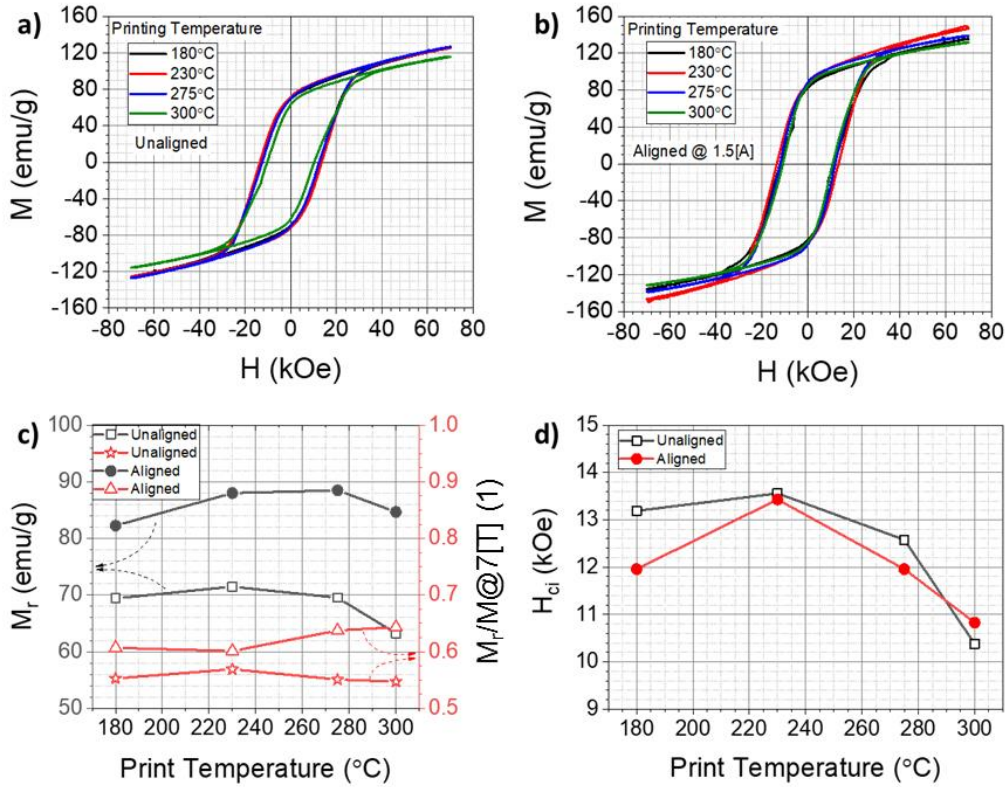 a)
Printing Temperature
180°C
230°C
275°C
300°C
Unaligned
M (emu/g)
160
120
80
40
0
-40
-80
-120
-160
-80 -60 -40 -20 0 20 40 60 80
H (kOe)
b)
Printing Temperature
180°C
230°C
275°C
300°C
Aligned @ 1.5[A]
M (emu/g)
160
120
80
40
0
-40
-80
-120
-160
-80 -60 -40 -20 0 20 40 60 80
H (kOe)
c)
Unaligned
Unaligned
Aligned
Aligned
Mr (emu/g)
100
90
80
70
60
50
1.0
0.9
0.8
0.7
0.6
0.5
Mr/M@7[T] (1)
180 200 220 240 260 280 300
Print Temperature (°C)
d)
Unaligned
Aligned
Hci (kOe)
15
14
13
12
11
10
9
180 200 220 240 260 280 300
Print Temperature (°C)